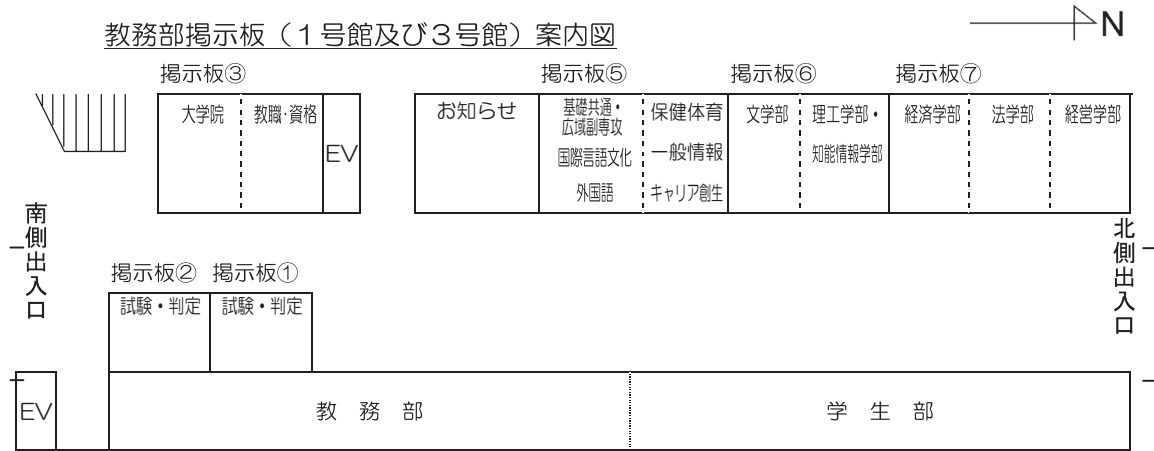 教務部掲示板（１号館及び３号館）案内図
N
掲示板③
掲示板⑤
掲示板⑥
掲示板⑦
大学院
教職・資格
EV
お知らせ
基礎共通・
広域副専攻
国際言語文化
外国語
保健体育
一般情報
キャリア創生
文学部
理工学部・
知能情報学部
経済学部
法学部
経営学部
南側出入口
北側出入口
掲示板②
掲示板①
試験・判定
試験・判定
EV
教務部
学生部